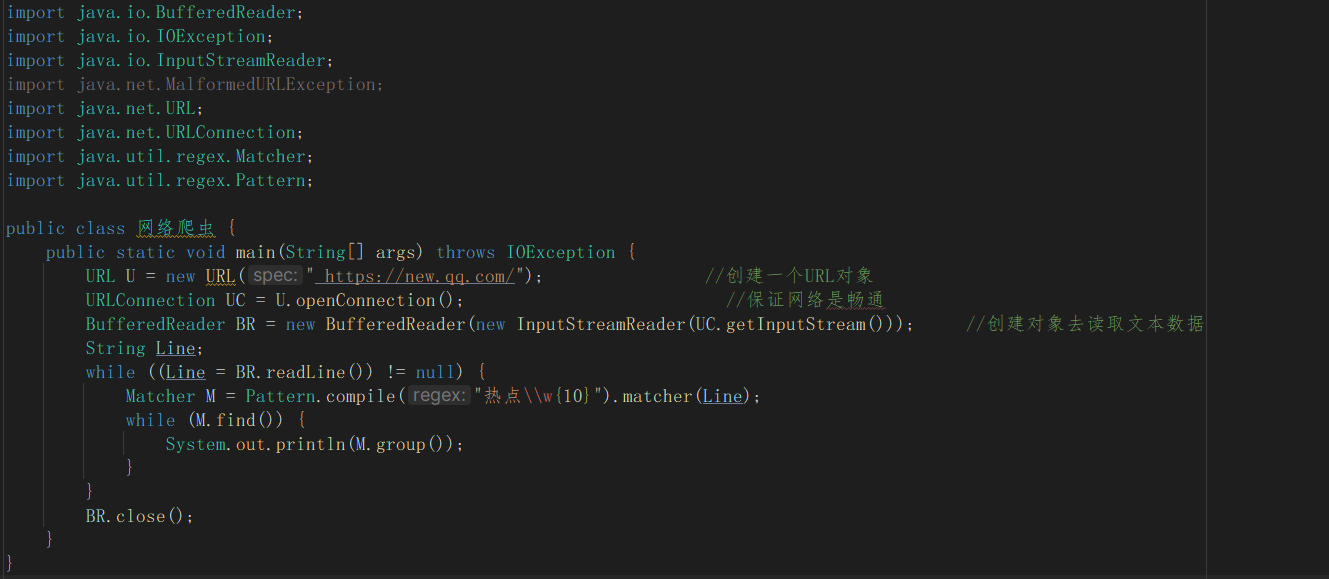 import java.io.BufferedReader;
import java.io.IOException;
import java.io.InputStreamReader;
import java.net.MalformedURLException;
import java.net.URL;
import java.net.URLConnection;
import java.util.regex.Matcher;
import java.util.regex.Pattern;
public class 网络爬虫 {
public static void main(String[] args) throws IOException {
URL U = new URL( spec: " https://new.qq.com/"); //创建一个URL对象
URLConnection UC = U.openConnection(); //保证网络是畅通
BufferedReader BR = new BufferedReader(new InputStreamReader(UC.getInputStream())); //创建对象去读取文本数据
String Line;
while ((Line = BR.readLine()) != null) {
Matcher M = Pattern.compile( regex: "热点\\w{10}").matcher(Line);
while (M.find()) {
System.out.println(M.group());
}
}
BR.close();
}
}